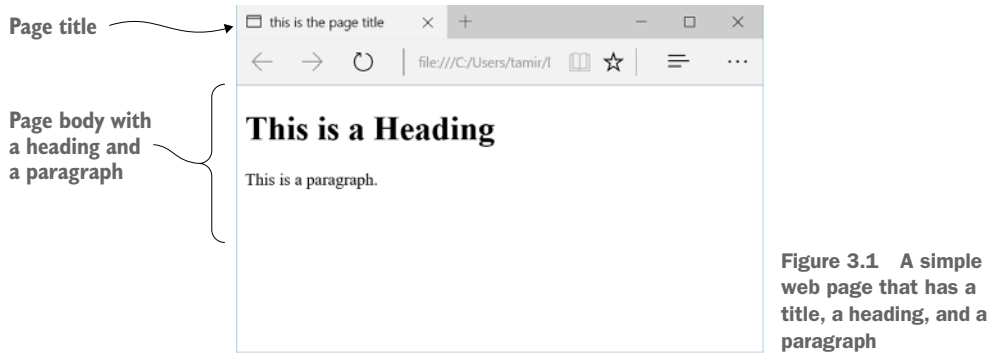 Page title
this is the page title
file:///C:/Users/tamir/I
Page body with
a heading and
a paragraph
This is a Heading
This is a paragraph.
Figure 3.1 A simple
web page that has a
title, a heading, and a
paragraph